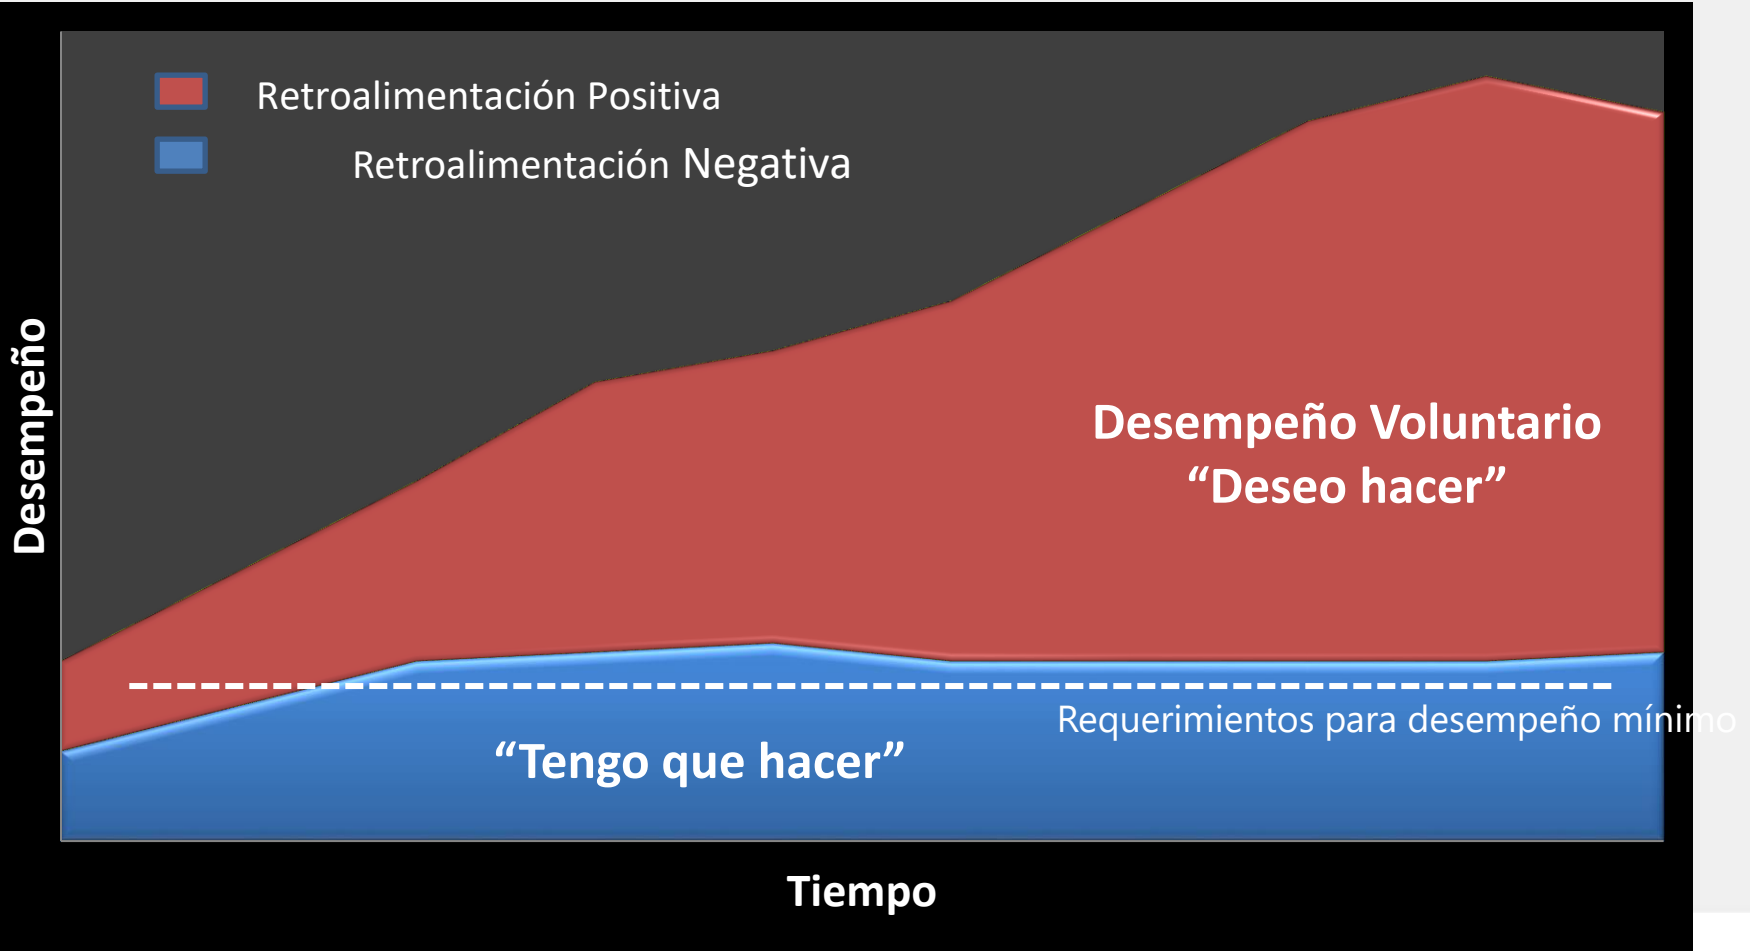 Retroalimentación Positiva
Retroalimentación Negativa
Desempeño
Desempeño Voluntario
“Deseo hacer”
Requerimientos para desempeño mínimo
“Tengo que hacer”
Tiempo